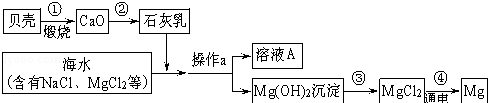 贝壳 ① 煅烧 CaO ② 石灰乳
海水
(含有NaCl、MgCl₂等)
操作a
溶液A
Mg(OH)₂沉淀 ③ MgCl₂ ④ 通电 Mg